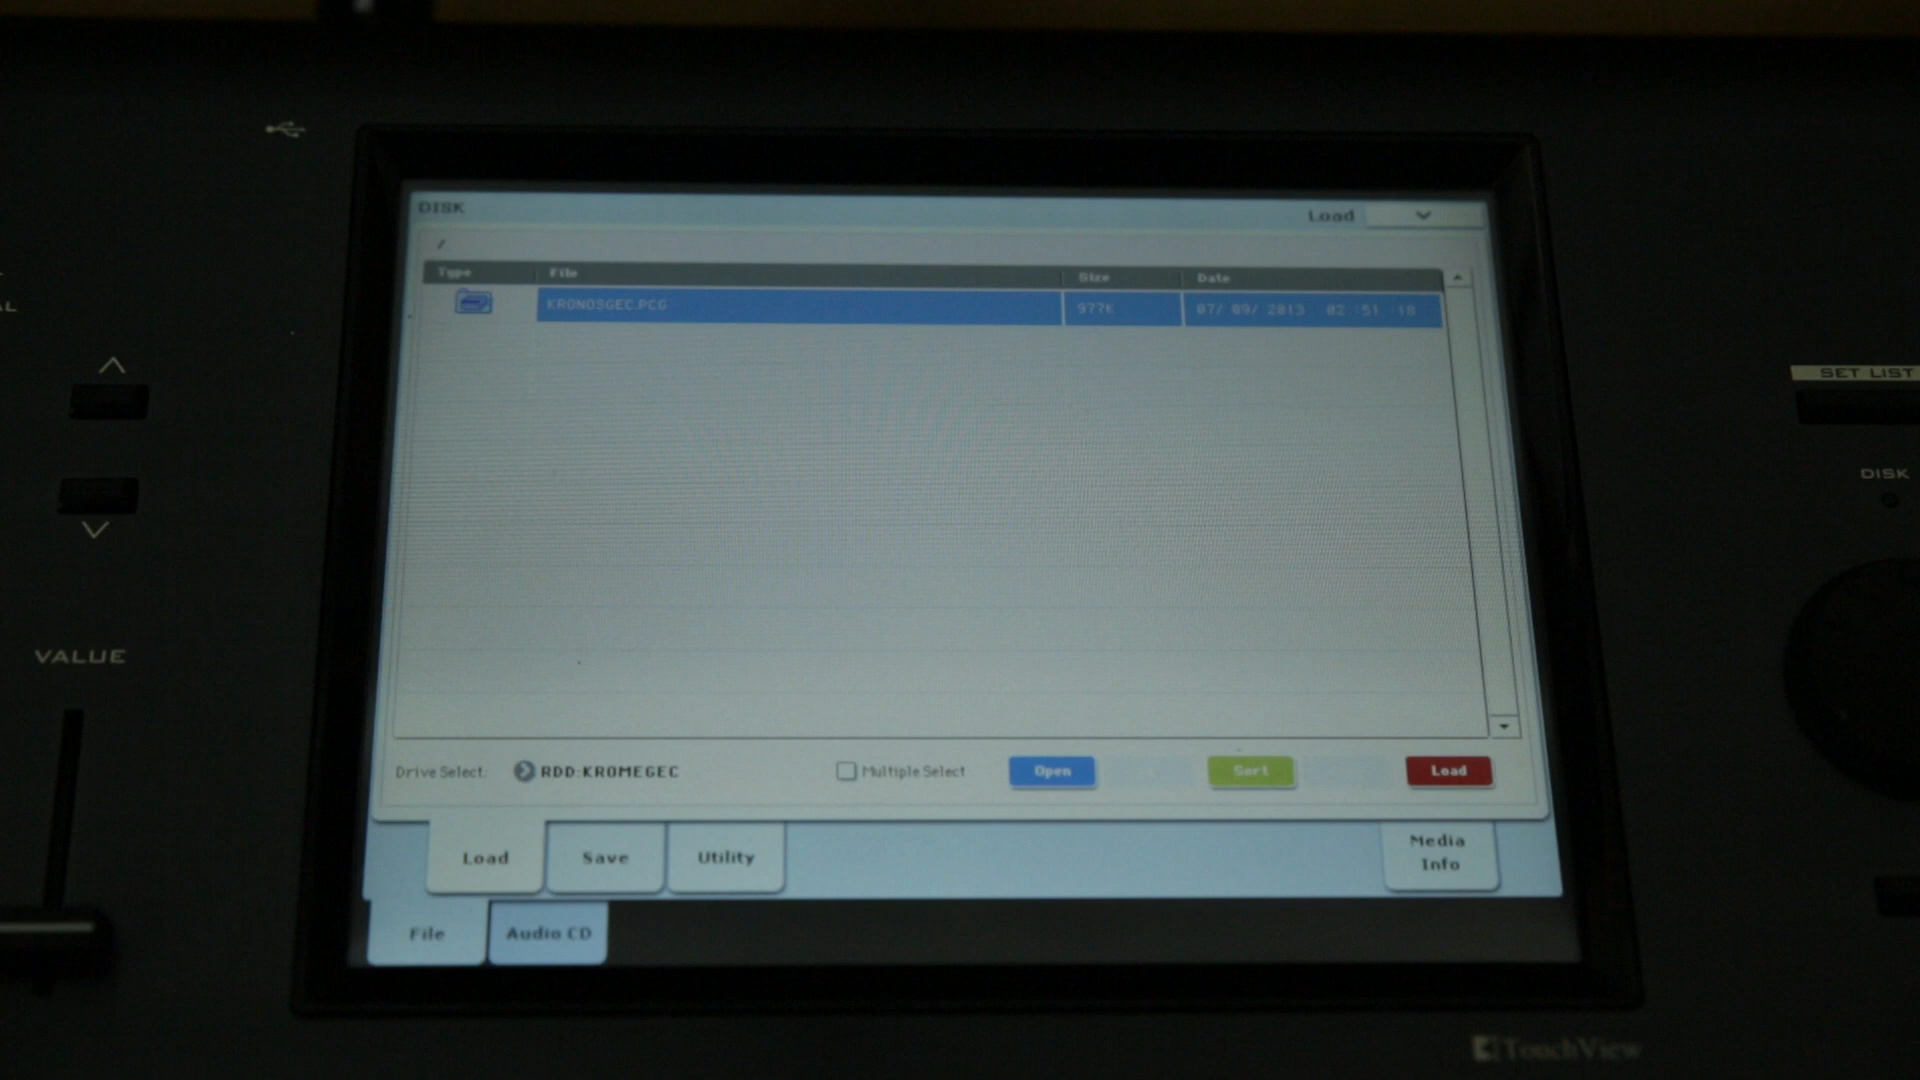 DISK Load
/
Type File Size Date
KRONOSGEC.PCG 977K 07/ 09/ 2013 02 :51 :18
SET LIST
DISK
VALUE
Drive Select: RDD:KROMEGEC Multiple Select Open Sort Load
Load Save Utility Media Info
File Audio CD
TouchView